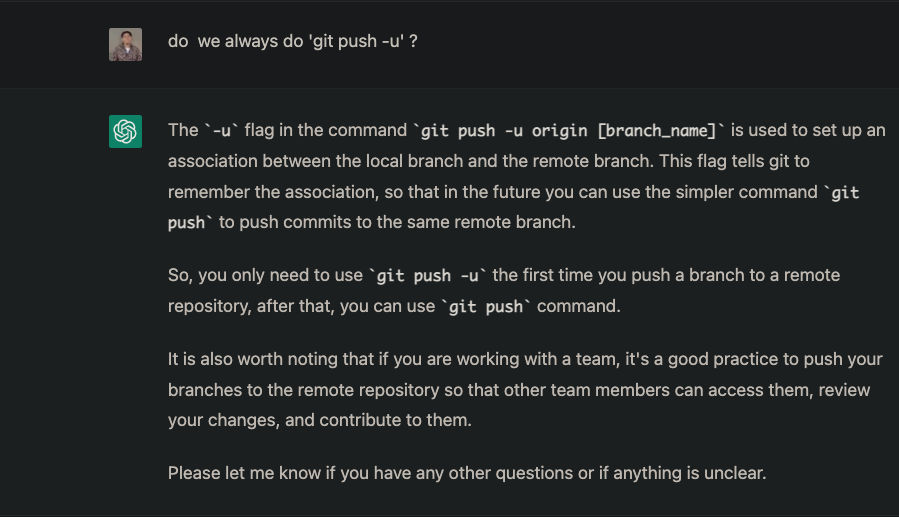 do  we always do 'git push -u' ?
The `-u` flag in the command `git push -u origin [branch_name]` is used to set up an
association between the local branch and the remote branch. This flag tells git to
remember the association, so that in the future you can use the simpler command `git
push` to push commits to the same remote branch.
So, you only need to use `git push -u` the first time you push a branch to a remote
repository, after that, you can use `git push` command.
It is also worth noting that if you are working with a team, it's a good practice to push your
branches to the remote repository so that other team members can access them, review
your changes, and contribute to them.
Please let me know if you have any other questions or if anything is unclear.